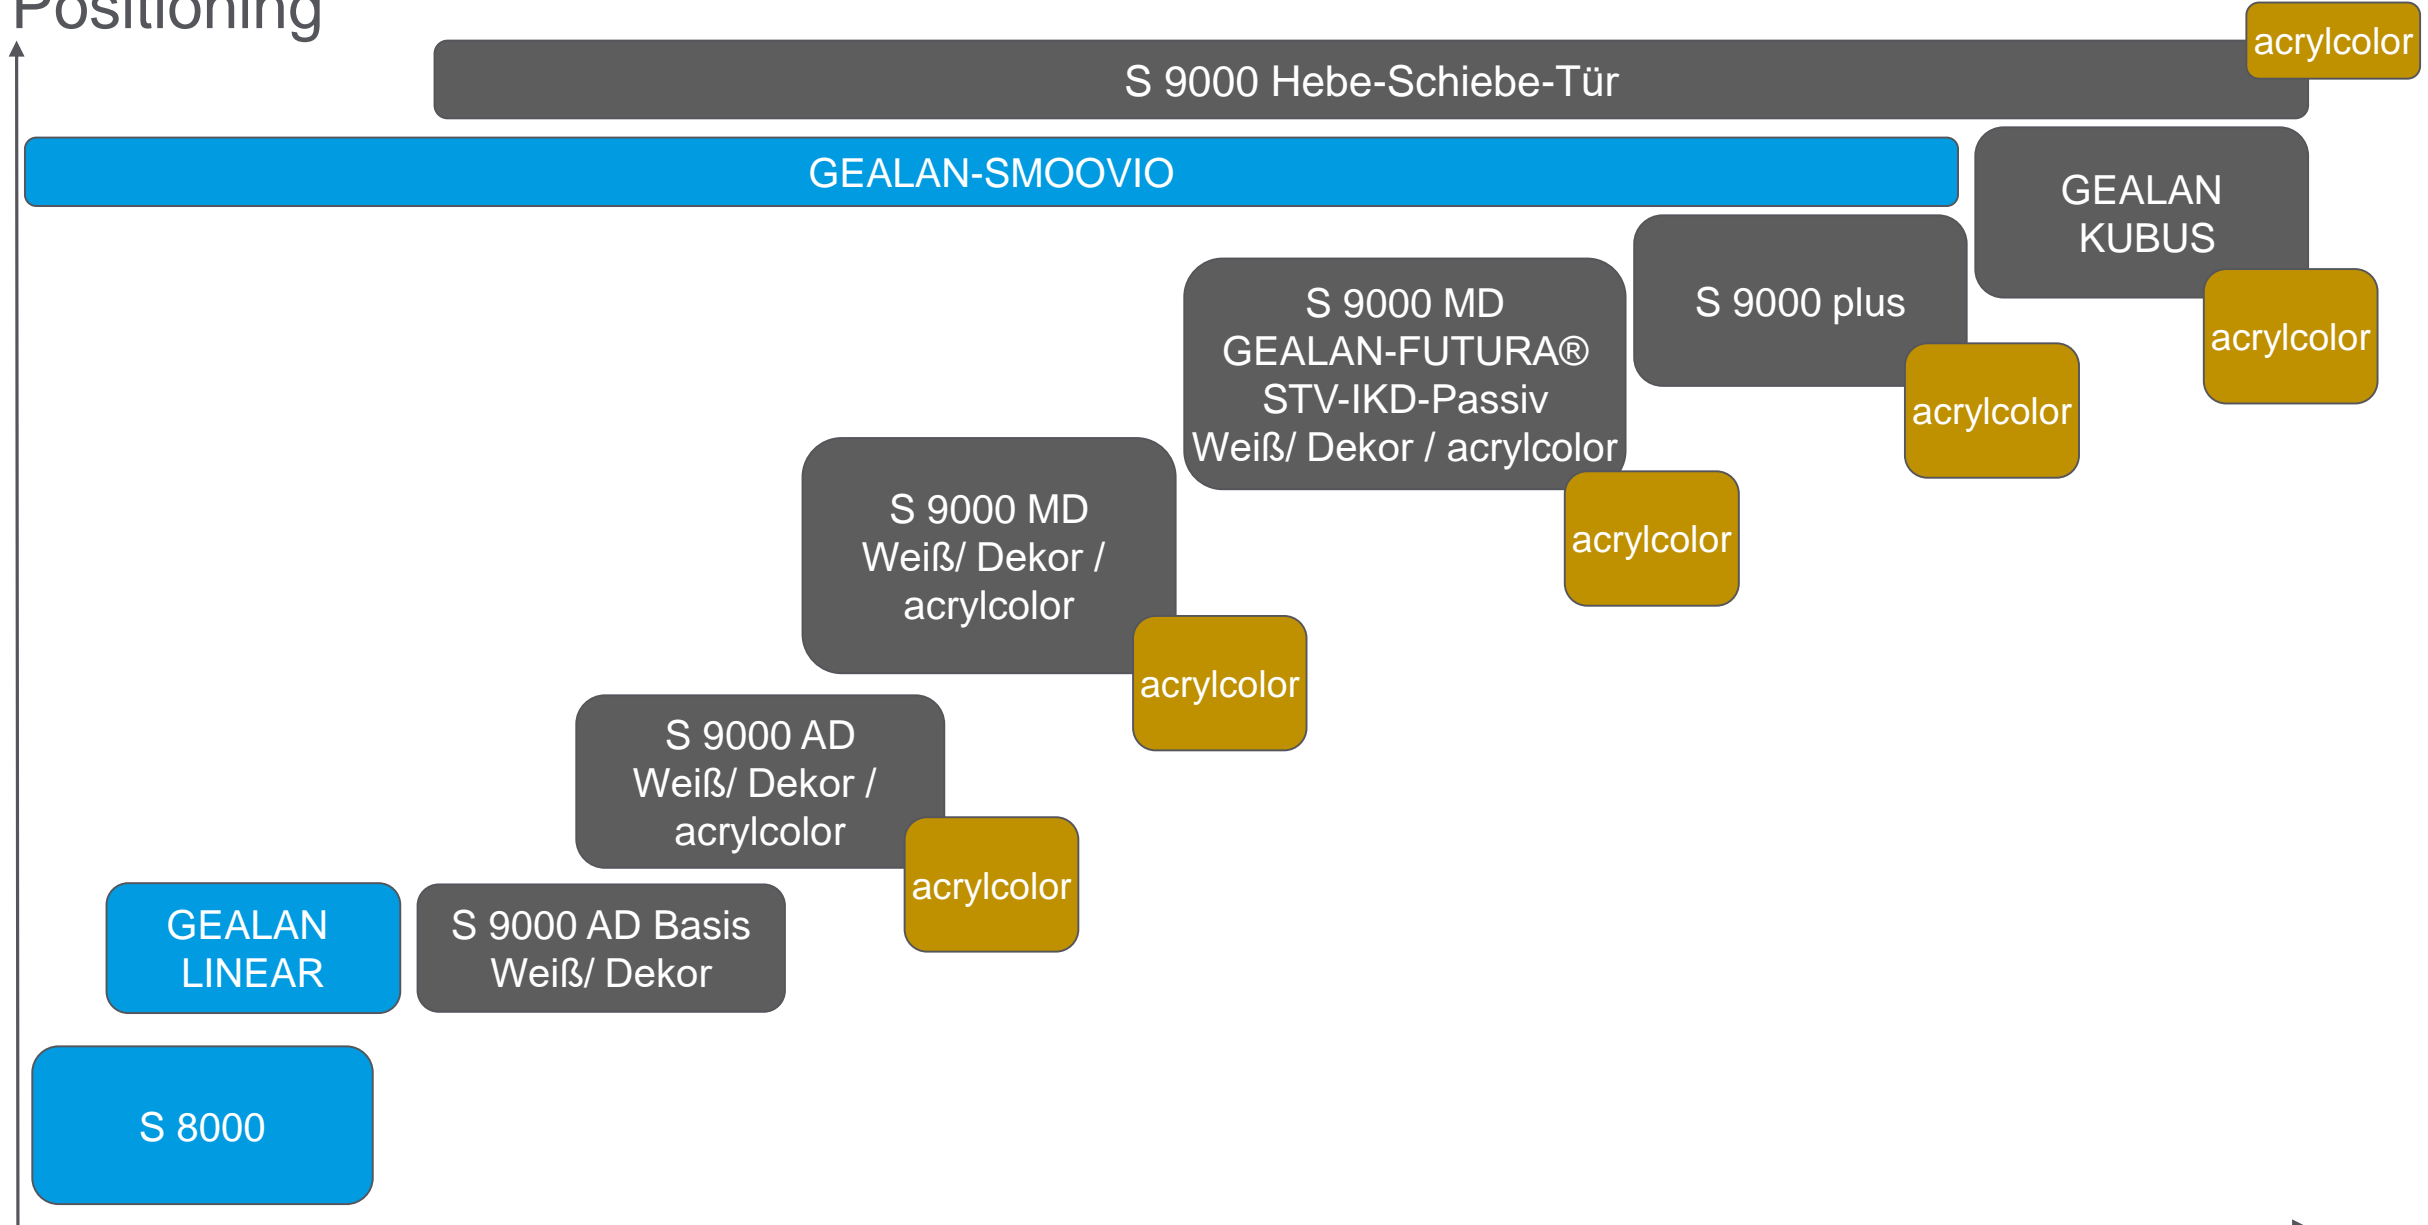 Positioning
acrylcolor
S 9000 Hebe-Schiebe-Tür
GEALAN-SMOOVIO
GEALAN
KUBUS
acrylcolor
S 9000 plus
acrylcolor
S 9000 MD
GEALAN-FUTURA®
STV-IKD-Passiv
Weiß/ Dekor / acrylcolor
acrylcolor
S 9000 MD
Weiß/ Dekor /
acrylcolor
acrylcolor
S 9000 AD
Weiß/ Dekor /
acrylcolor
acrylcolor
GEALAN
LINEAR
S 9000 AD Basis
Weiß/ Dekor
S 8000